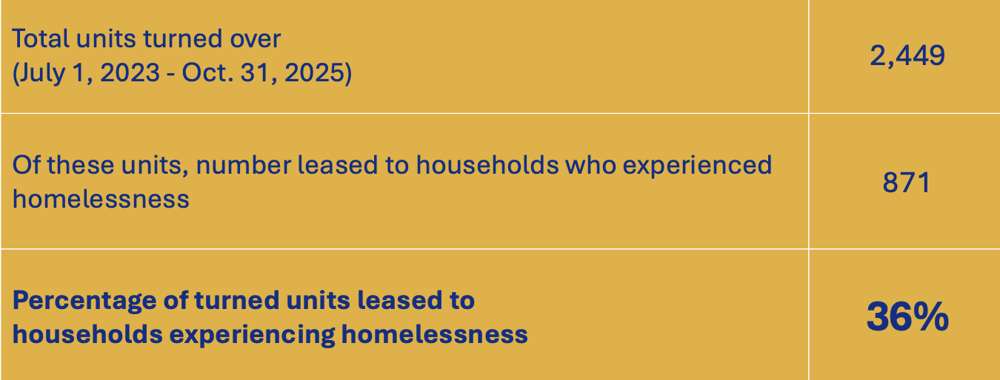 Total units turned over
(July 1, 2023 - Oct. 31, 2025)
2,449
Of these units, number leased to households who experienced
homelessness
871
Percentage of turned units leased to
households experiencing homelessness
36%